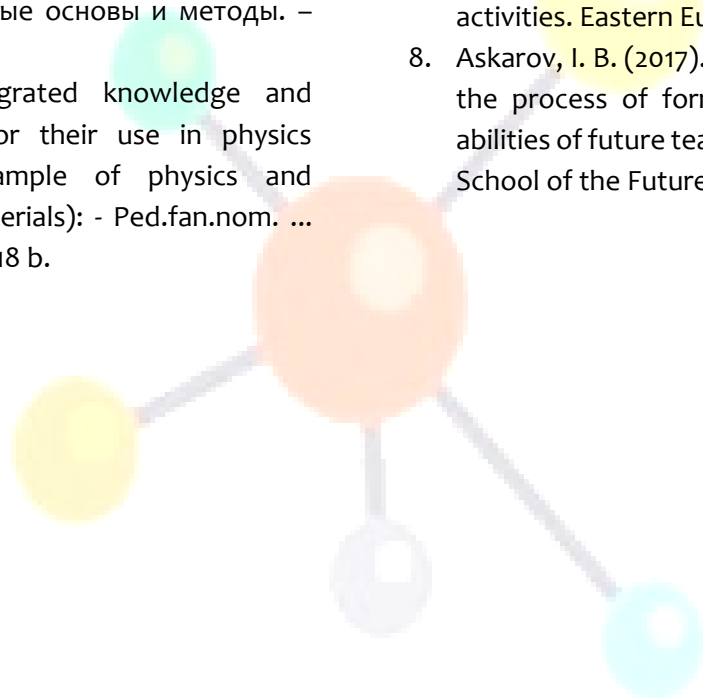 ые основы и методы. –
grated knowledge and
or their use in physics
ample of physics and
erials): - Ped.fan.nom. ...
18 b.
activities. Eastern Eu
8. Askarov, I. B. (2017).
the process of for
abilities of future tea
School of the Future